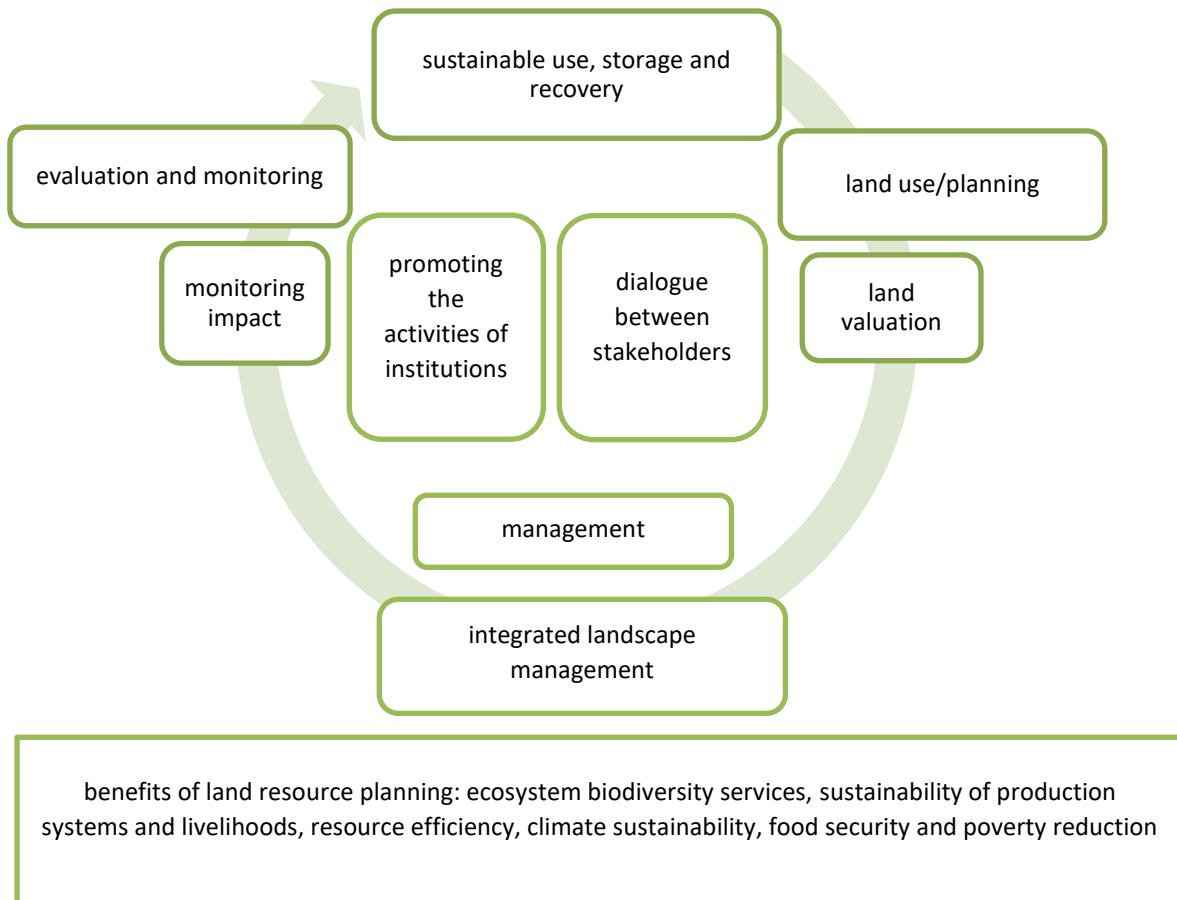 sustainable use, storage and
recovery
evaluation and monitoring
land use/planning
monitoring
impact
promoting
the
activities of
institutions
dialogue
between
stakeholders
land
valuation
management
integrated landscape
management
benefits of land resource planning: ecosystem biodiversity services, sustainability of production
systems and livelihoods, resource efficiency, climate sustainability, food security and poverty reduction